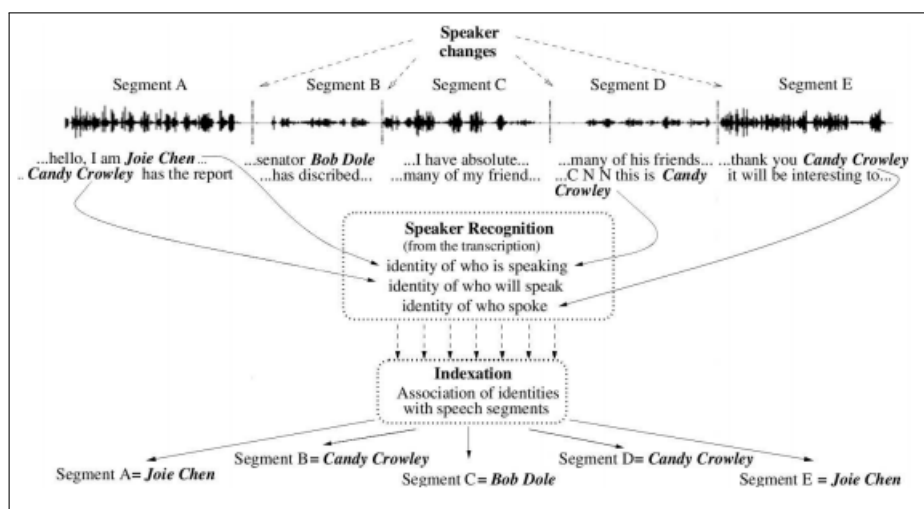 Speaker
changes
Segment A Segment B Segment C Segment D Segment E
...hello, I am Joie Chen ...
.. Candy Crowley has the report
...senator Bob Dole
...has discribed...
...I have absolute...
...many of my friend...
...many of his friends...
...C N N this is Candy
Crowley
...thank you Candy Crowley
it will be interesting to...
Speaker Recognition
(from the transcription)
identity of who is speaking
identity of who will speak
identity of who spoke
Indexation
Association of identities
with speech segments
Segment A= Joie Chen
Segment B= Candy Crowley
Segment C= Bob Dole
Segment D= Candy Crowley
Segment E = Joie Chen